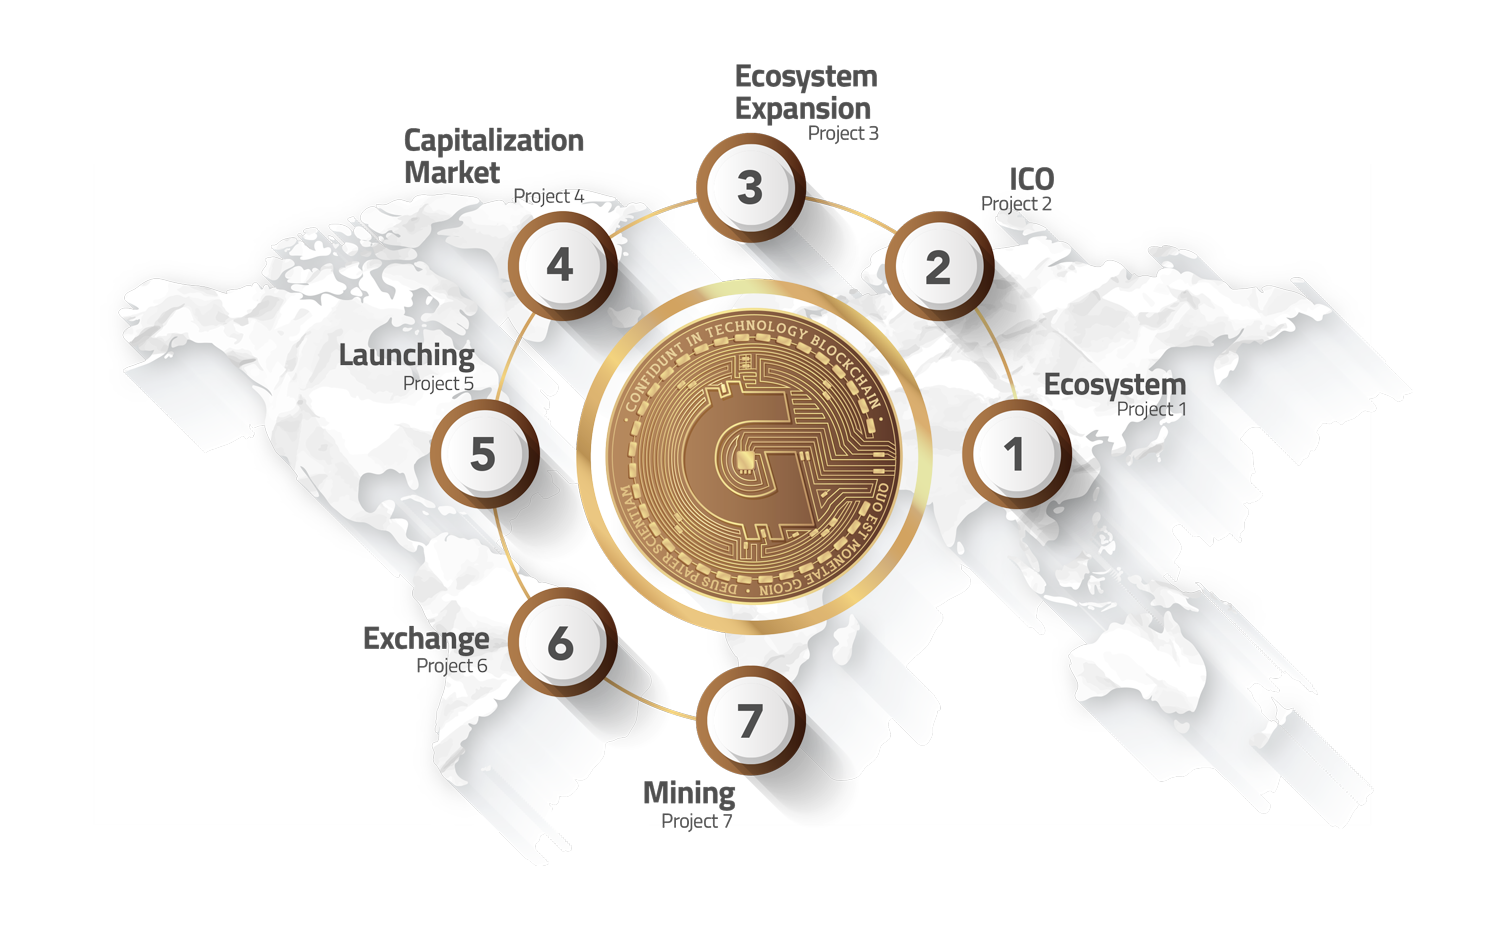 Ecosystem
Expansion
Project 3
3
Capitalization
Market
Project 4
4
ICO
Project 2
2
Launching
Project 5
5
Ecosystem
Project 1
1
• CONFIDUNT IN TECHNOLOGY BLOCKCHAIN •
QUO EST MONETAE GCOIN • DEUS PATER SCIENTIAM
Exchange
Project 6
6
7
Mining
Project 7